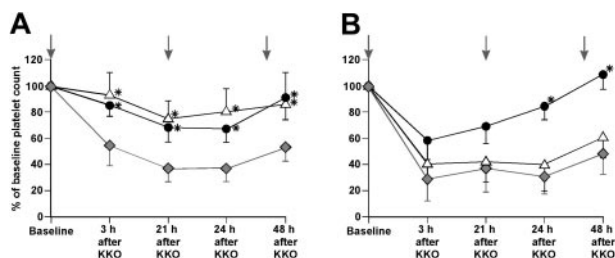 A
% of baseline platelet count
120
100
80
60
40
20
0
Baseline
3 h
after
KKO
21 h
after
KKO
24 h
after
KKO
48 h
after
KKO
B
120
100
80
60
40
20
0
Baseline
3 h
after
KKO
21 h
after
KKO
24 h
after
KKO
48 h
after
KKO